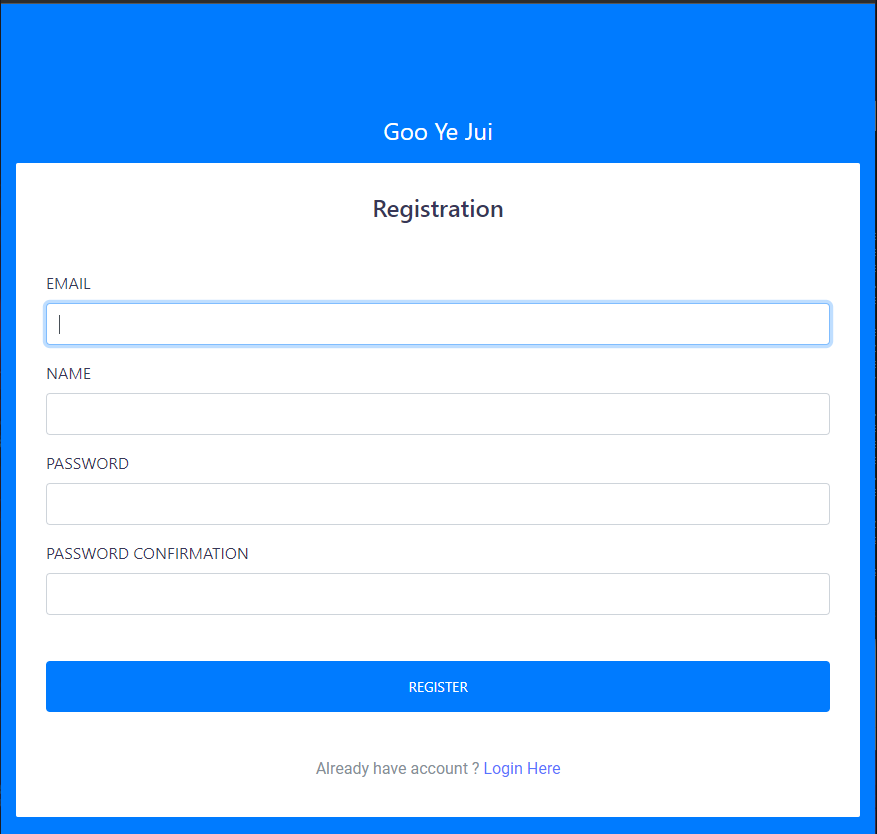 Goo Ye Jui
Registration
EMAIL
NAME
PASSWORD
PASSWORD CONFIRMATION
REGISTER
Already have account ? Login Here